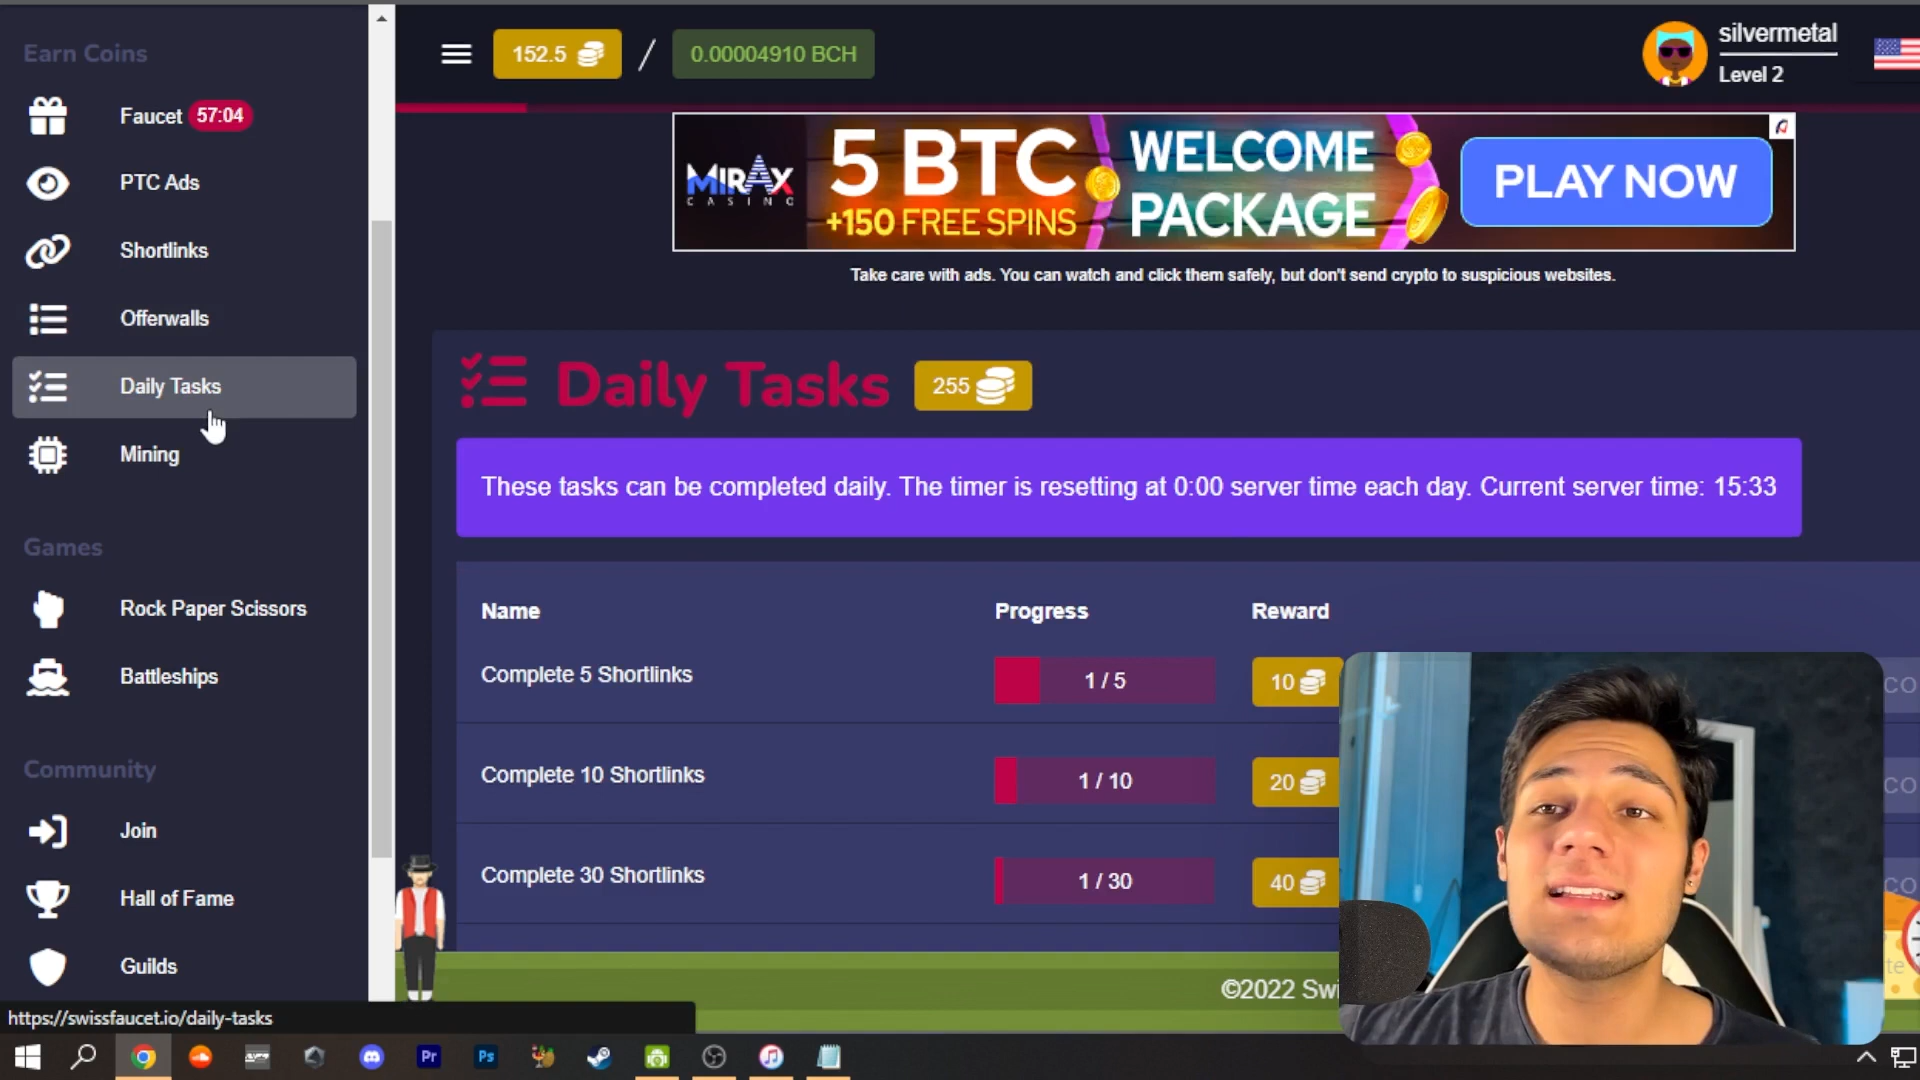 Earn Coins
Faucet 57:04
PTC Ads
Shortlinks
Offerwalls
Daily Tasks
Mining
Games
Rock Paper Scissors
Battleships
Community
Join
Hall of Fame
Guilds
https://swissfaucet.io/daily-tasks
152.5 / 0.00004910 BCH
silvermetal
Level 2
MIRAX
CASINO
5 BTC
+150 FREE SPINS
WELCOME
PACKAGE
PLAY NOW
Take care with ads. You can watch and click them safely, but don't send crypto to suspicious websites.
Daily Tasks 255
These tasks can be completed daily. The timer is resetting at 0:00 server time each day. Current server time: 15:33
Name Progress Reward
Complete 5 Shortlinks 1 / 5 10
Complete 10 Shortlinks 1 / 10 20
Complete 30 Shortlinks 1 / 30 40
©2022 Swi
Pr
Ps